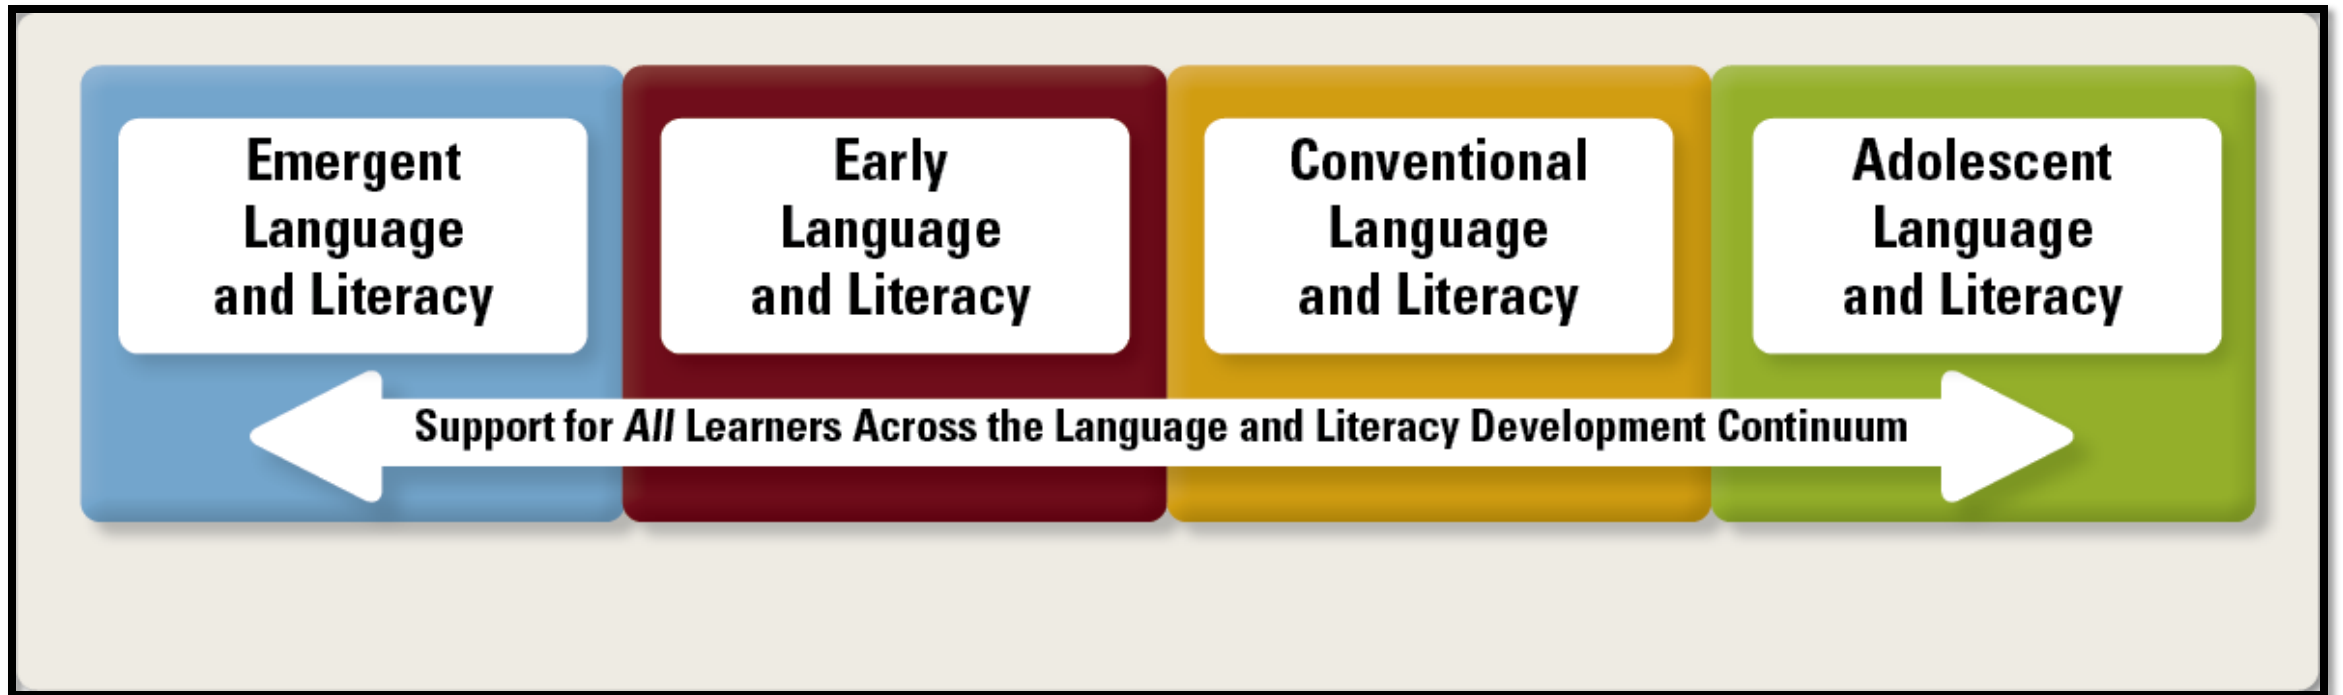 Emergent
Language
and Literacy
Early
Language
and Literacy
Conventional
Language
and Literacy
Adolescent
Language
and Literacy
Support for All Learners Across the Language and Literacy Development Continuum